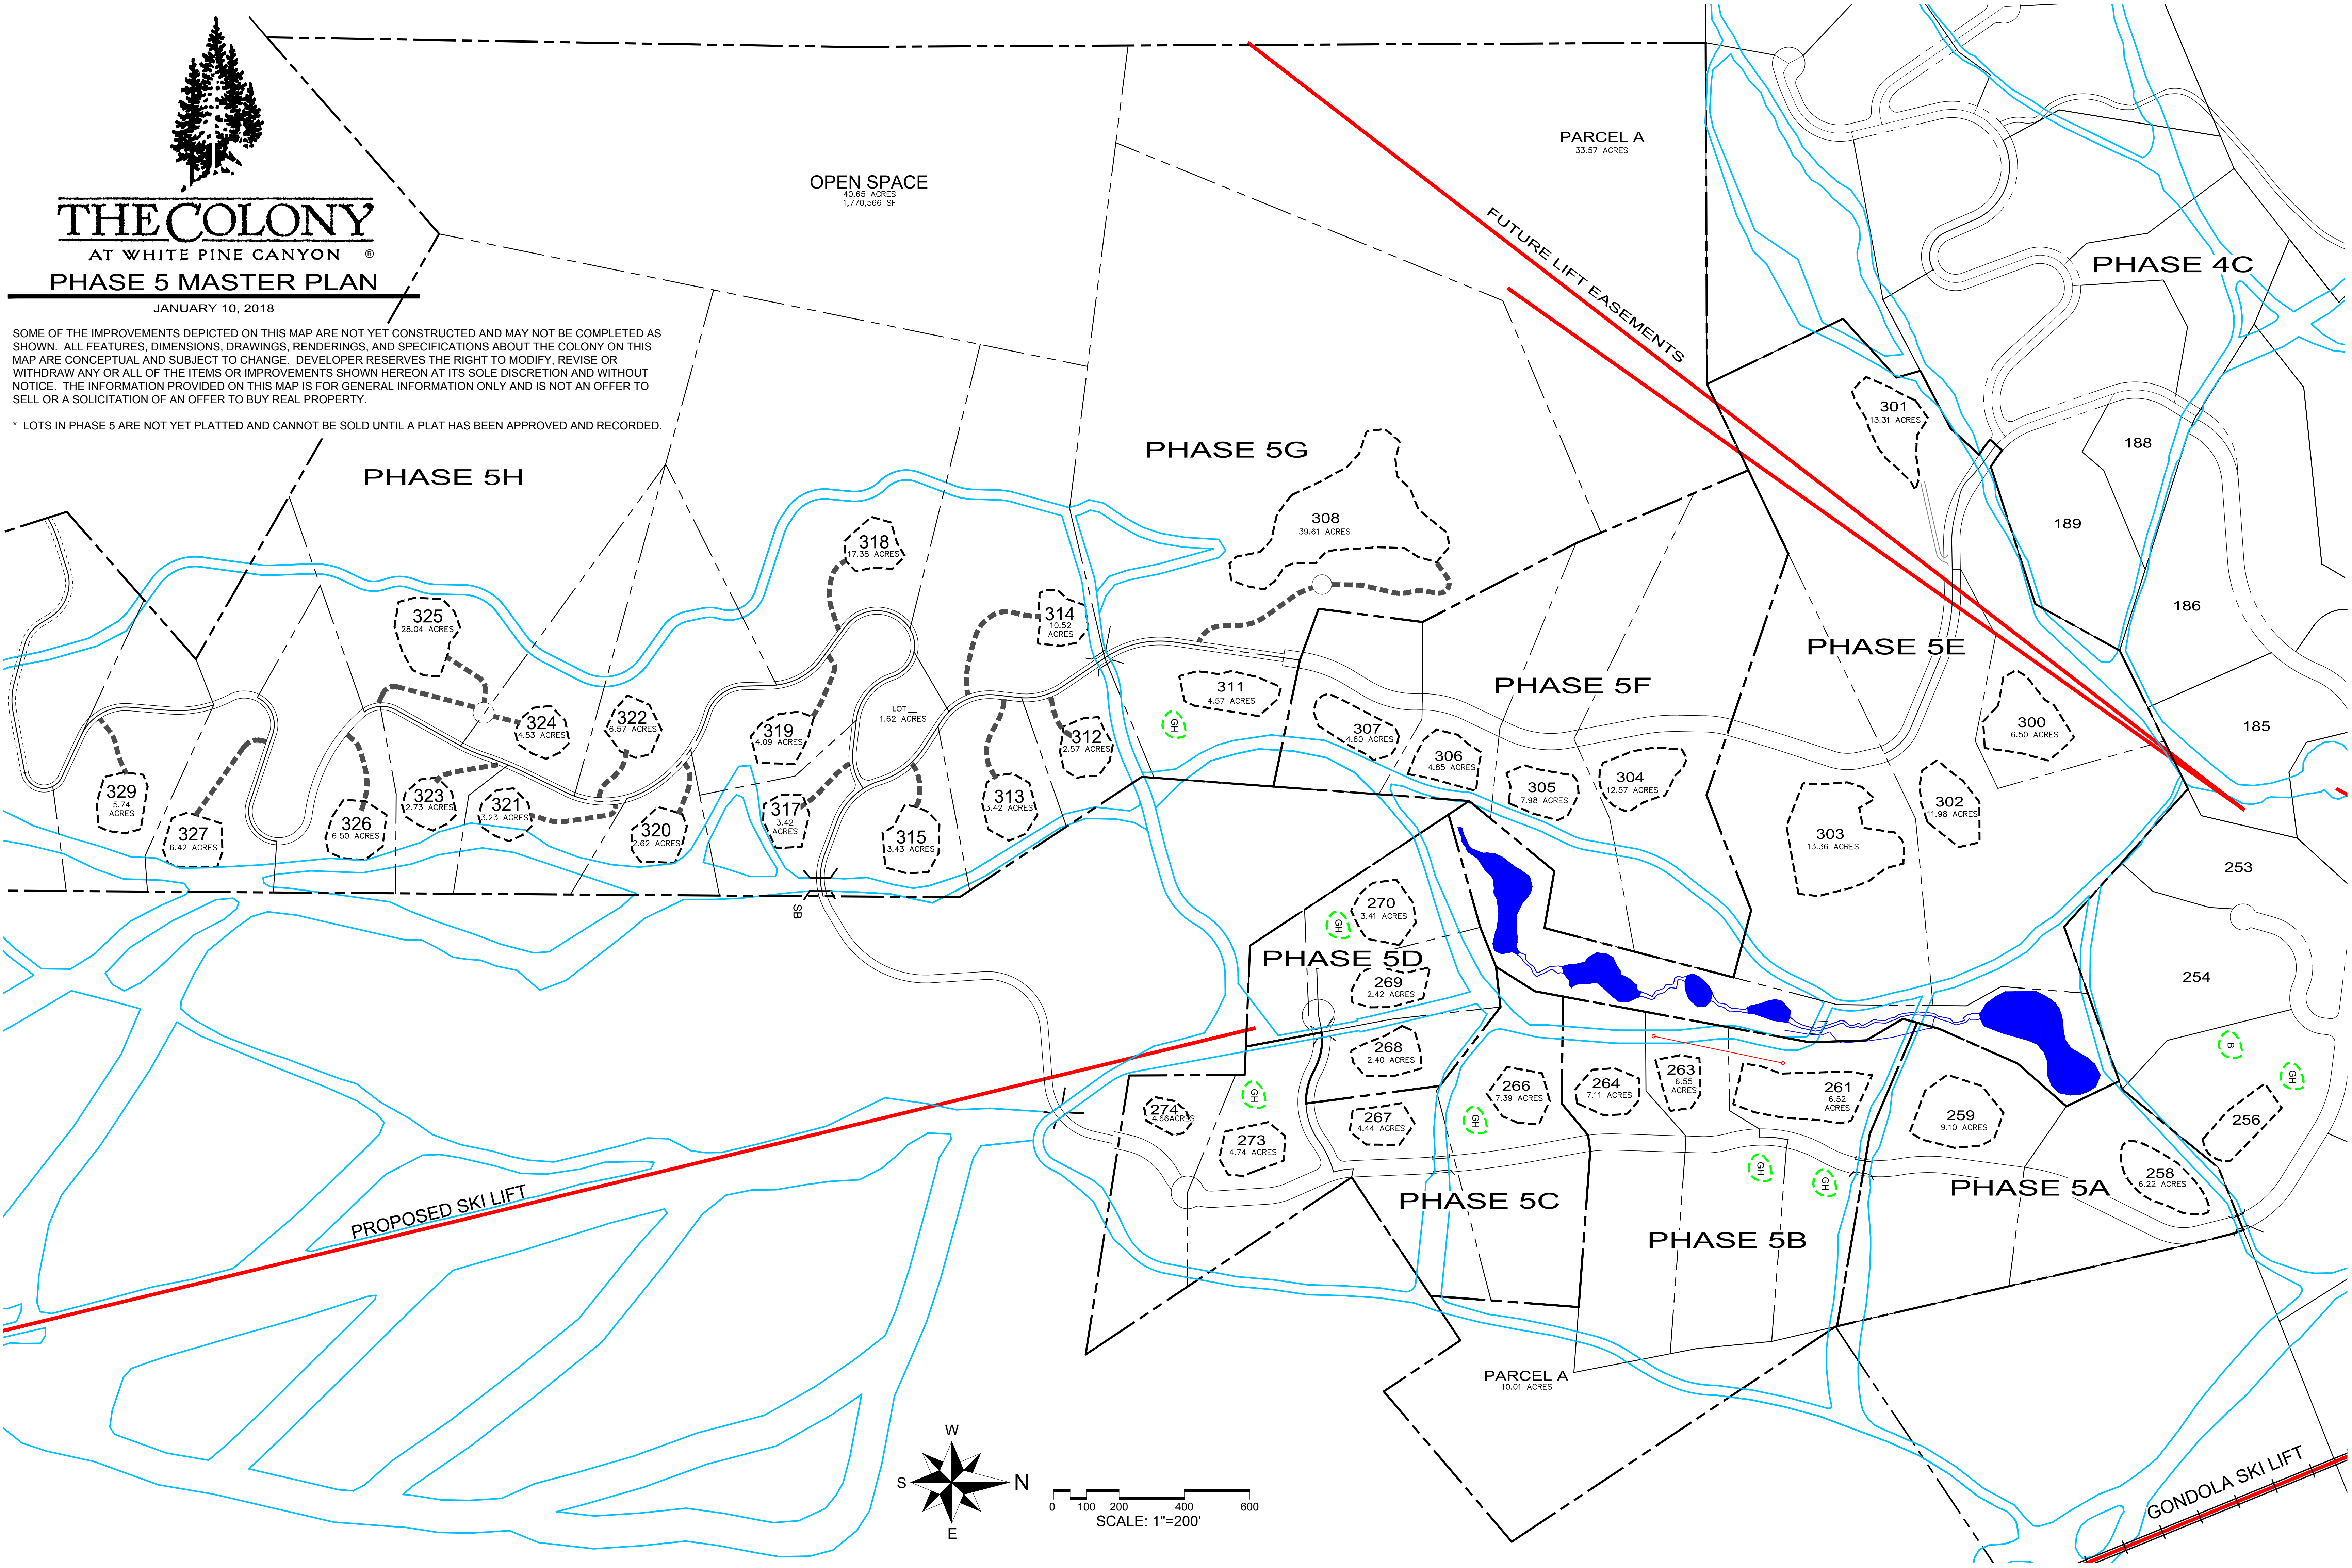 THE COLONY
AT WHITE PINE CANYON ®
PHASE 5 MASTER PLAN
JANUARY 10, 2018
SOME OF THE IMPROVEMENTS DEPICTED ON THIS MAP ARE NOT YET CONSTRUCTED AND MAY NOT BE COMPLETED AS
SHOWN.  ALL FEATURES, DIMENSIONS, DRAWINGS, RENDERINGS, AND SPECIFICATIONS ABOUT THE COLONY ON THIS
MAP ARE CONCEPTUAL AND SUBJECT TO CHANGE.  DEVELOPER RESERVES THE RIGHT TO MODIFY, REVISE OR
WITHDRAW ANY OR ALL OF THE ITEMS OR IMPROVEMENTS SHOWN HEREON AT ITS SOLE DISCRETION AND WITHOUT
NOTICE.  THE INFORMATION PROVIDED ON THIS MAP IS FOR GENERAL INFORMATION ONLY AND IS NOT AN OFFER TO
SELL OR A SOLICITATION OF AN OFFER TO BUY REAL PROPERTY.
*  LOTS IN PHASE 5 ARE NOT YET PLATTED AND CANNOT BE SOLD UNTIL A PLAT HAS BEEN APPROVED AND RECORDED.
OPEN SPACE
40.65 ACRES
1,770,566 SF
PARCEL A
33.57 ACRES
FUTURE LIFT EASEMENTS
PHASE 4C
301
13.31 ACRES
188
189
186
185
PHASE 5H
PHASE 5G
308
39.61 ACRES
318
17.38 ACRES
325
28.04 ACRES
314
10.52
ACRES
PHASE 5E
PHASE 5F
311
4.57 ACRES
GH
307
4.60 ACRES
306
4.85 ACRES
305
7.98 ACRES
304
12.57 ACRES
300
6.50 ACRES
302
11.98 ACRES
303
13.36 ACRES
324
4.53 ACRES
322
6.57 ACRES
319
4.09 ACRES
LOT __
1.62 ACRES
312
2.57 ACRES
329
5.74
ACRES
327
6.42 ACRES
326
6.50 ACRES
323
2.73 ACRES
321
3.23 ACRES
320
2.62 ACRES
317
3.42
ACRES
315
3.43 ACRES
313
3.42 ACRES
SB
253
254
270
3.41 ACRES
GH
PHASE 5D
269
2.42 ACRES
268
2.40 ACRES
267
4.44 ACRES
GH
274
4.66ACRES
273
4.74 ACRES
266
7.39 ACRES
GH
264
7.11 ACRES
263
6.55
ACRES
261
6.52
ACRES
259
9.10 ACRES
B
GH
256
258
6.22 ACRES
GH
GH
PHASE 5A
PHASE 5C
PHASE 5B
PROPOSED SKI LIFT
PARCEL A
10.01 ACRES
GONDOLA SKI LIFT
W
S
N
E
0 100 200 400 600
SCALE: 1"=200'